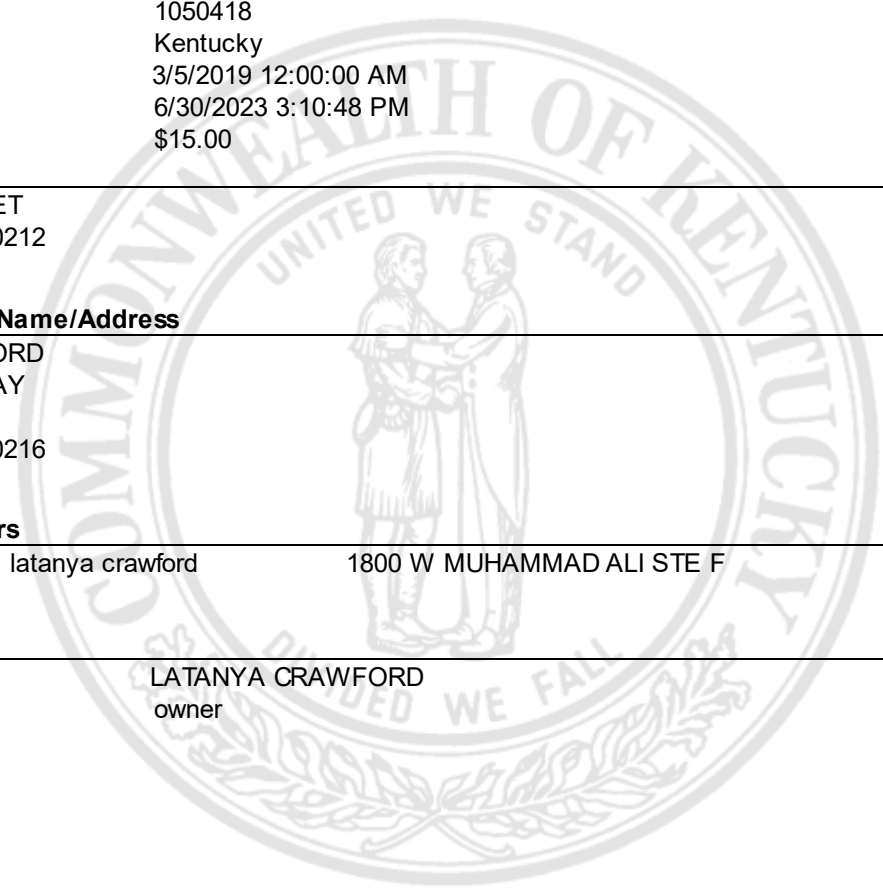 1050418
Kentucky
3/5/2019 12:00:00 AM
6/30/2023 3:10:48 PM
$15.00
ET
0212
Name/Address
ORD
AY
0216
rs
latanya crawford 1800 W MUHAMMAD ALI STE F
LATANYA CRAWFORD
owner
COMMONWEALTH OF KENTUCKY
UNITED WE STAND
DIVIDED WE FALL